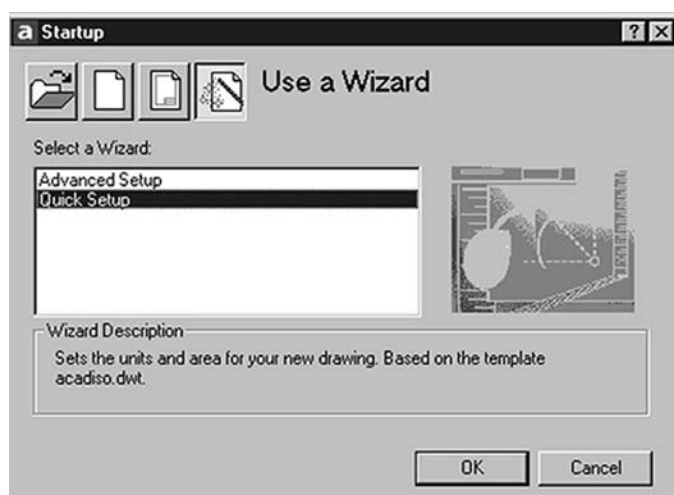 a Startup
? X
Use a Wizard
Select a Wizard:
Advanced Setup
Quick Setup
Wizard Description
Sets the units and area for your new drawing. Based on the template
acadiso.dwt.
OK Cancel